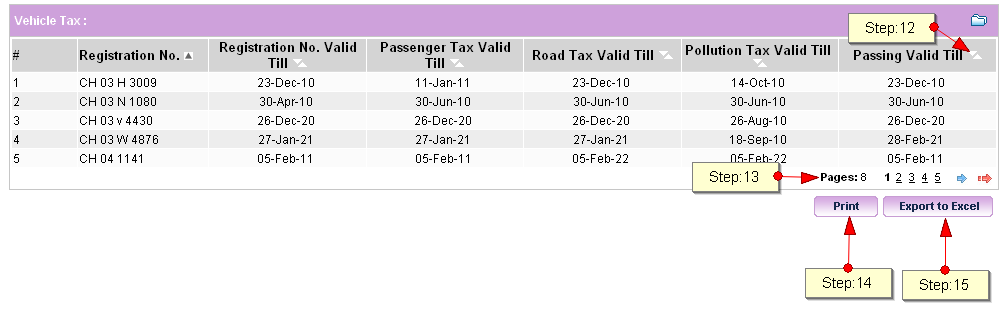 Vehicle Tax :
Step:12
# Registration No. Registration No. Valid Till Passenger Tax Valid Till Road Tax Valid Till Pollution Tax Valid Till Passing Valid Till
1 CH 03 H 3009 23-Dec-10 11-Jan-11 23-Dec-10 14-Oct-10 23-Dec-10
2 CH 03 N 1080 30-Apr-10 30-Jun-10 30-Jun-10 30-Jun-10 30-Jun-10
3 CH 03 v 4430 26-Dec-20 26-Dec-20 26-Dec-20 26-Aug-10 26-Dec-20
4 CH 03 W 4876 27-Jan-21 27-Jan-21 27-Jan-21 18-Sep-10 28-Feb-21
5 CH 04 1141 05-Feb-11 05-Feb-11 05-Feb-22 05-Feb-22 05-Feb-11
Step:13 Pages: 8 1 2 3 4 5
Print Export to Excel
Step:14 Step:15